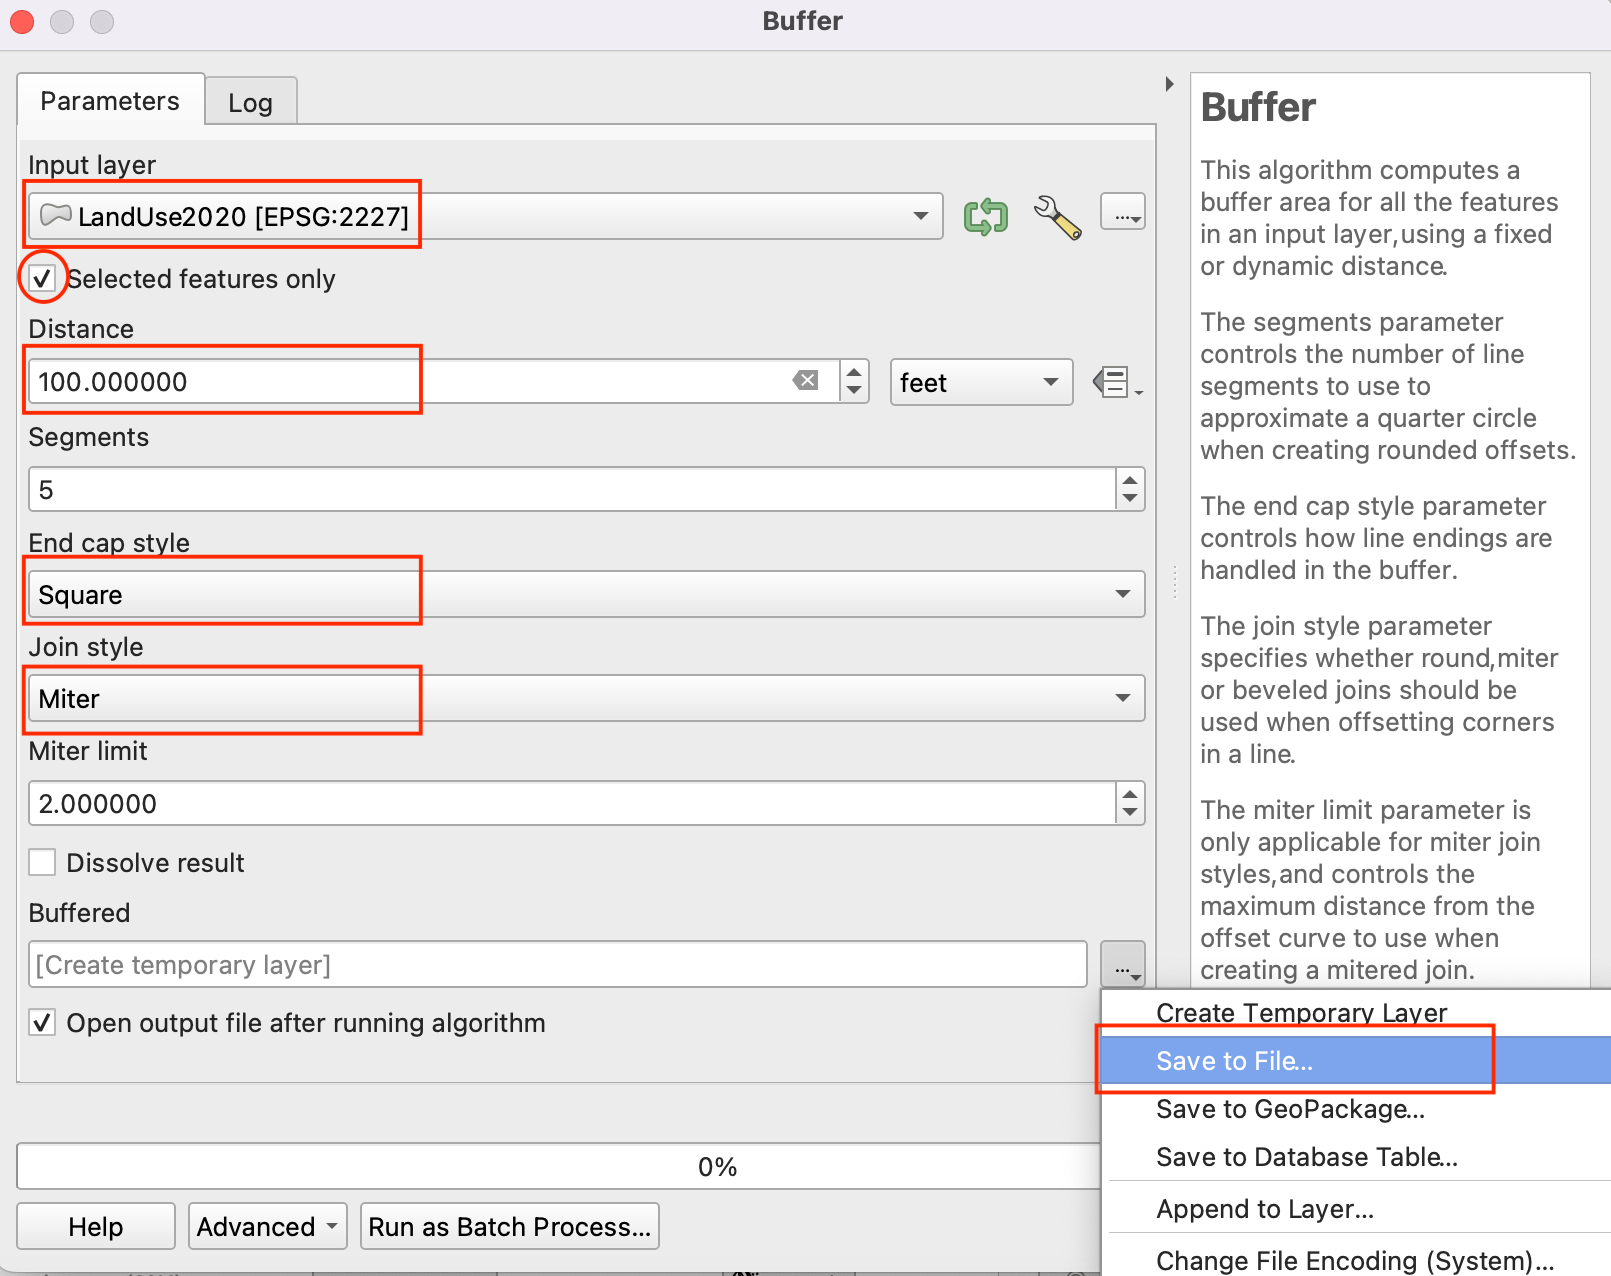 Buffer
Parameters
Log
Input layer
LandUse2020 [EPSG:2227]
...
Selected features only
Distance
100.000000
feet
Segments
5
End cap style
Square
Join style
Miter
Miter limit
2.000000
Dissolve result
Buffered
[Create temporary layer]
...
Open output file after running algorithm
0%
Help
Advanced
Run as Batch Process...
Buffer
This algorithm computes a
buffer area for all the features
in an input layer,using a fixed
or dynamic distance.
The segments parameter
controls the number of line
segments to use to
approximate a quarter circle
when creating rounded offsets.
The end cap style parameter
controls how line endings are
handled in the buffer.
The join style parameter
specifies whether round,miter
or beveled joins should be
used when offsetting corners
in a line.
The miter limit parameter is
only applicable for miter join
styles,and controls the
maximum distance from the
offset curve to use when
creating a mitered join.
Create Temporary Layer
Save to File...
Save to GeoPackage...
Save to Database Table...
Append to Layer...
Change File Encoding (System)...